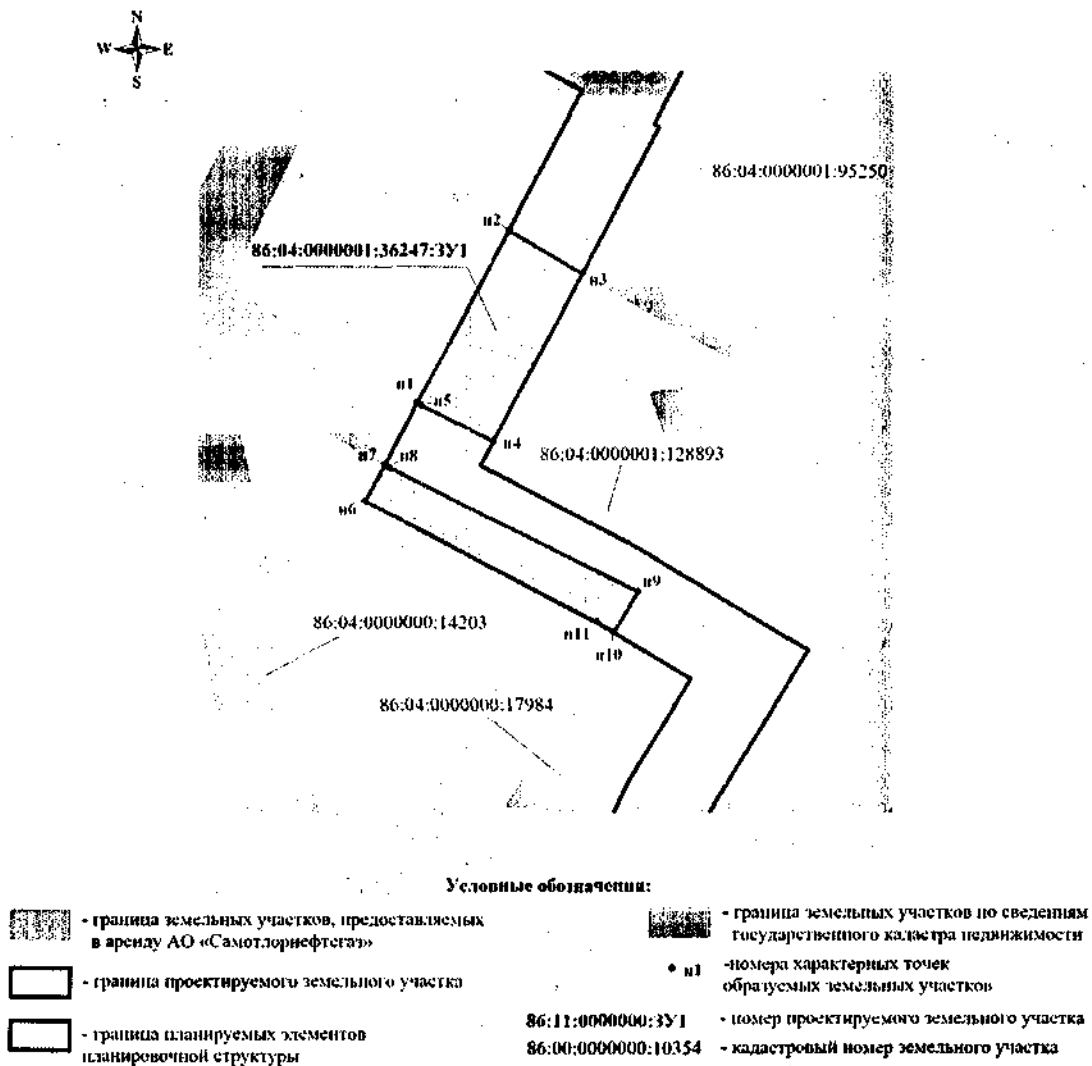 N
W E
S
86:04:0000001:95250
н2
86:04:0000001:36247:ЗУ1
н3
н1
н5
н4
86:04:0000001:128893
н7 н8
н6
н9
86:04:0000000:14203
н11
н10
86:04:0000000:17984
Условные обозначения:
- граница земельных участков, предоставляемых
в аренду АО «Самотлорнефтегаз»
- граница проектируемого земельного участка
- граница планируемых элементов
планировочной структуры
- граница земельных участков по сведениям
государственного кадастра недвижимости
н1 -номера характерных точек
образуемых земельных участков
86:11:0000000:ЗУ1 - номер проектируемого земельного участка
86:00:0000000:10354 - кадастровый номер земельного участка